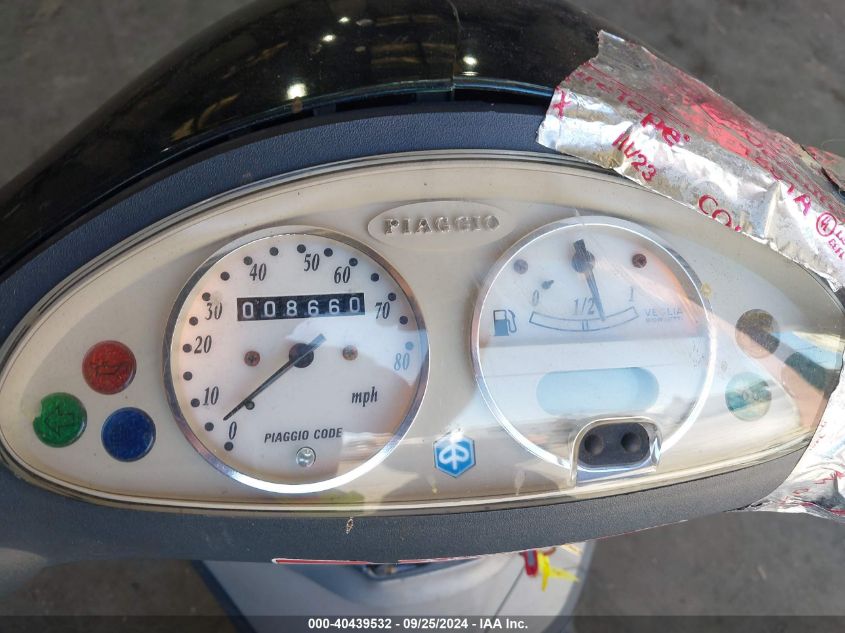 PIAGGIO
0 10 20 30 40 50 60 70 80
008660
mph
PIAGGIO CODE
0 1/2 1
VEGLIA
X
NV23
000-40439532 - 09/25/2024 - IAA Inc.